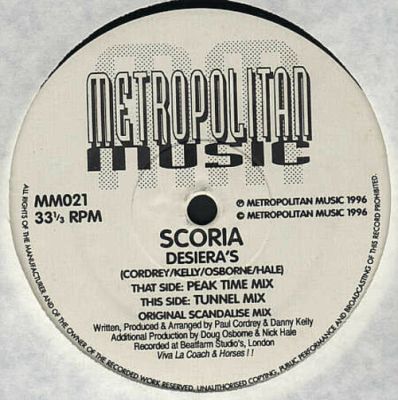 METROPOLITAN
MUSIC
MM021
33⅓ RPM
℗ METROPOLITAN MUSIC 1996
© METROPOLITAN MUSIC 1996
SCORIA
DESIERA'S
(CORDREY/KELLY/OSBORNE/HALE)
THAT SIDE: PEAK TIME MIX
THIS SIDE: TUNNEL MIX
ORIGINAL SCANDALISE MIX
Written, Produced & Arranged by Paul Cordrey & Danny Kelly
Additional Production by Doug Osborne & Nick Hale
Recorded at Beatfarm Studio's, London
Viva La Coach & Horses ! !
ALL RIGHTS OF THE MANUFACTURER AND OF THE OWNER OF THE RECORDED WORK RESERVED, UNAUTHORISED COPYING, PUBLIC PERFORMANCE AND BROADCASTING OF THIS RECORD PROHIBITED.